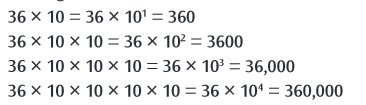 36 × 10 = 36 × 10¹ = 360
36 × 10 × 10 = 36 × 10² = 3600
36 × 10 × 10 × 10 = 36 × 10³ = 36,000
36 × 10 × 10 × 10 × 10 = 36 × 10⁴ = 360,000